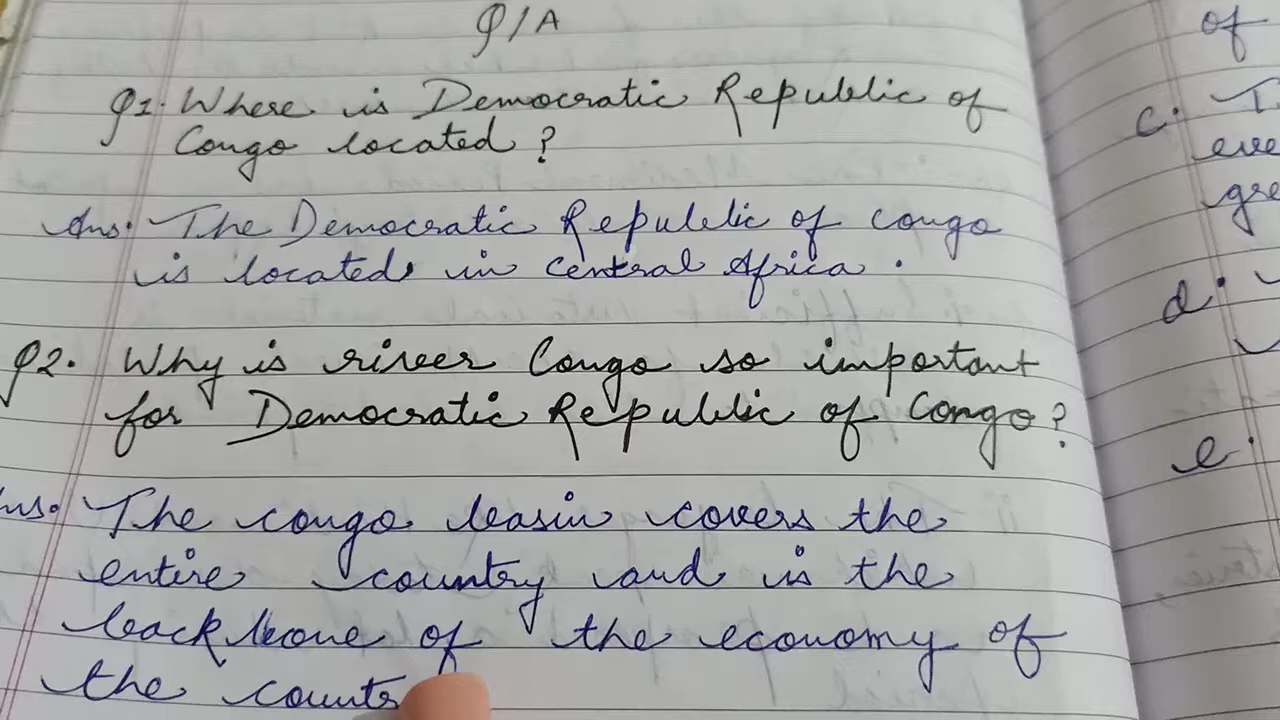 Q/A
Q1. Where is Democratic Republic of
Congo located?
Ans. The Democratic Republic of congo
is located in central Africa.
Q2. Why is river Congo so important
for Democratic Republic of Congo?
Ans. The congo basin covers the
entire country and is the
backbone of the economy of
the
of
c.
d.
e.